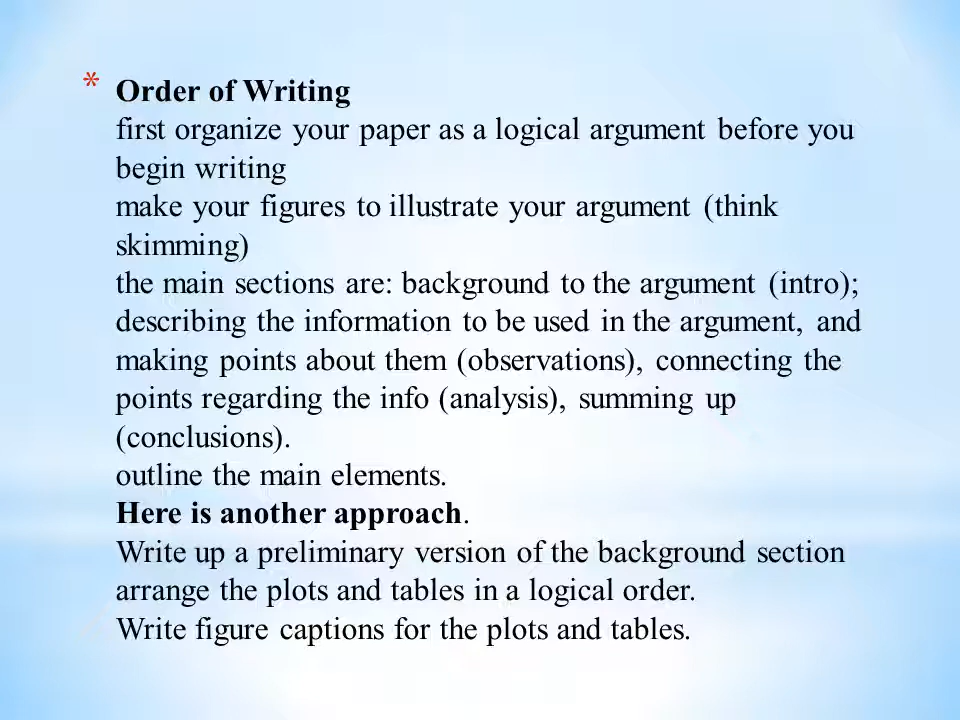 * Order of Writing
first organize your paper as a logical argument before you
begin writing
make your figures to illustrate your argument (think
skimming)
the main sections are: background to the argument (intro);
describing the information to be used in the argument, and
making points about them (observations), connecting the
points regarding the info (analysis), summing up
(conclusions).
outline the main elements.
Here is another approach.
Write up a preliminary version of the background section
arrange the plots and tables in a logical order.
Write figure captions for the plots and tables.